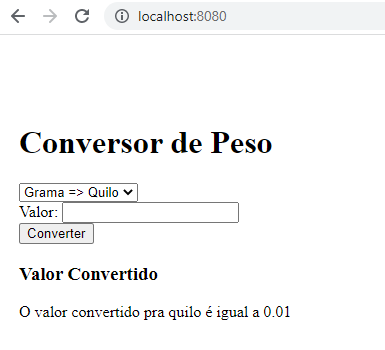 localhost:8080
Conversor de Peso
Grama => Quilo
Valor:
Converter
Valor Convertido
O valor convertido pra quilo é igual a 0.01